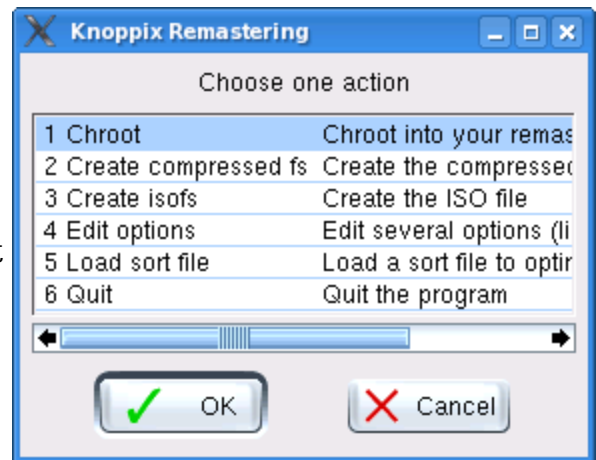 Knoppix Remastering
Choose one action
1 Chroot Chroot into your remas
2 Create compressed fs Create the compressed
3 Create isofs Create the ISO file
4 Edit options Edit several options (li
5 Load sort file Load a sort file to optim
6 Quit Quit the program
OK Cancel